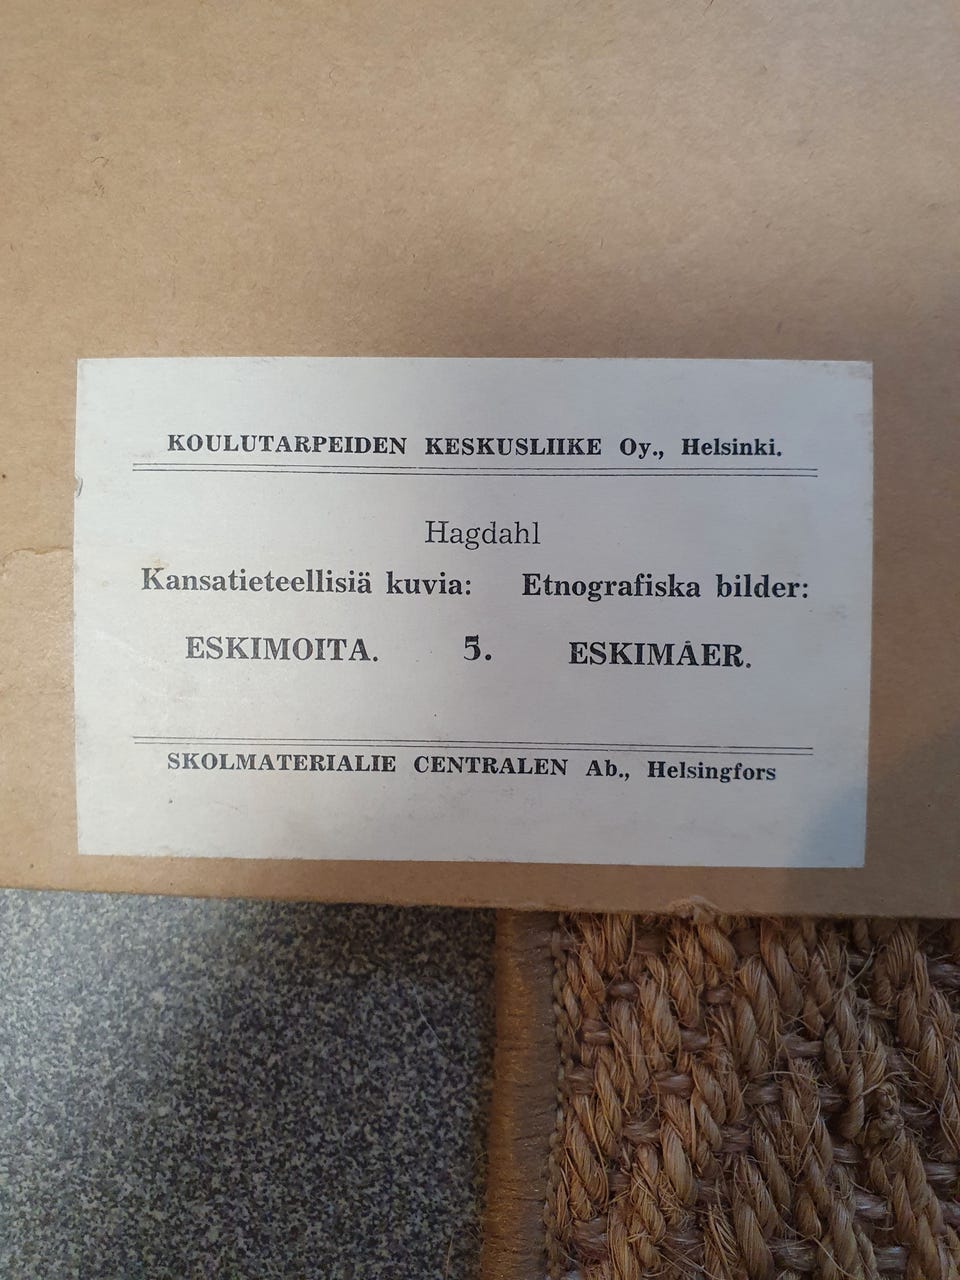 KOULUTARPEIDEN KESKUSLIIKE Oy., Helsinki.
Hagdahl
Kansatieteellisiä kuvia: Etnografiska bilder:
ESKIMOITA. 5. ESKIMÅER.
SKOLMATERIALIE CENTRALEN Ab., Helsingfors